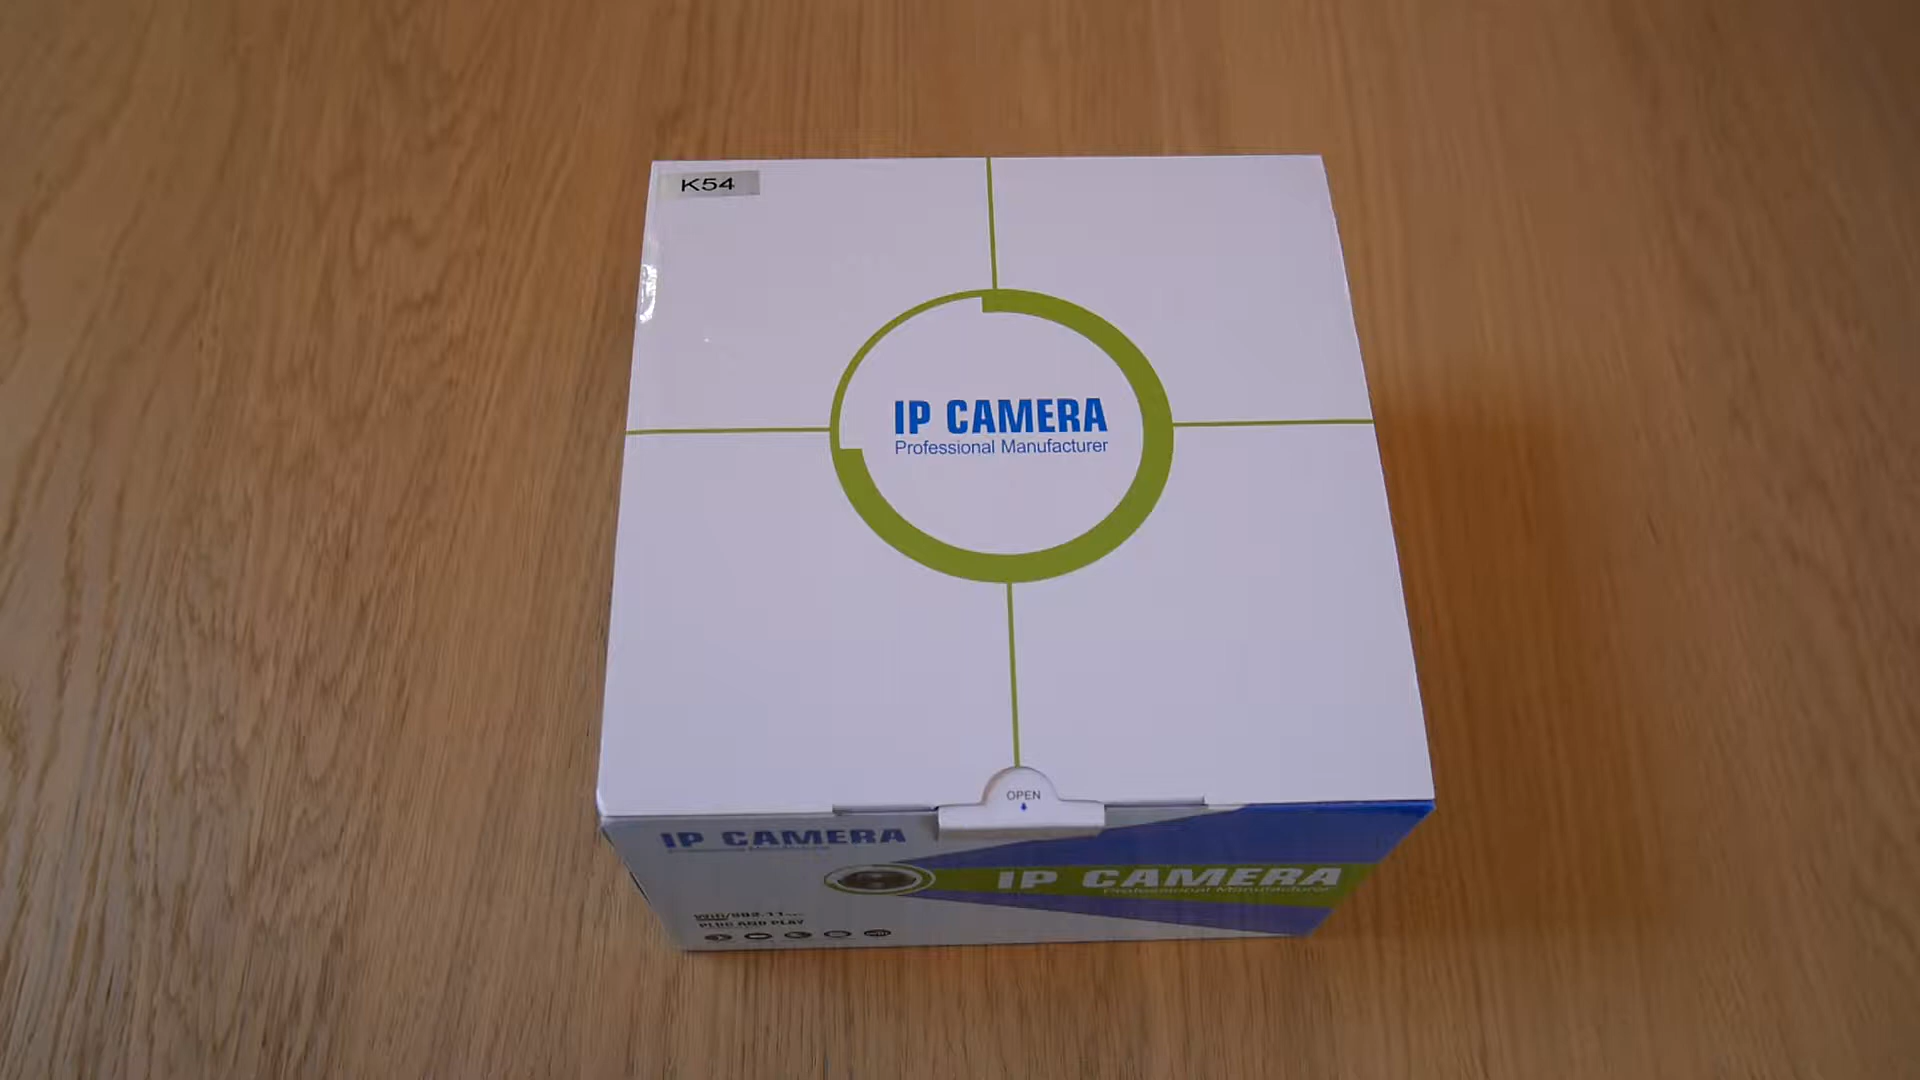 K54
IP CAMERA
Professional Manufacturer
OPEN
IP CAMERA
IP CAMERA
Professional Manufacturer
PLUG AND PLAY